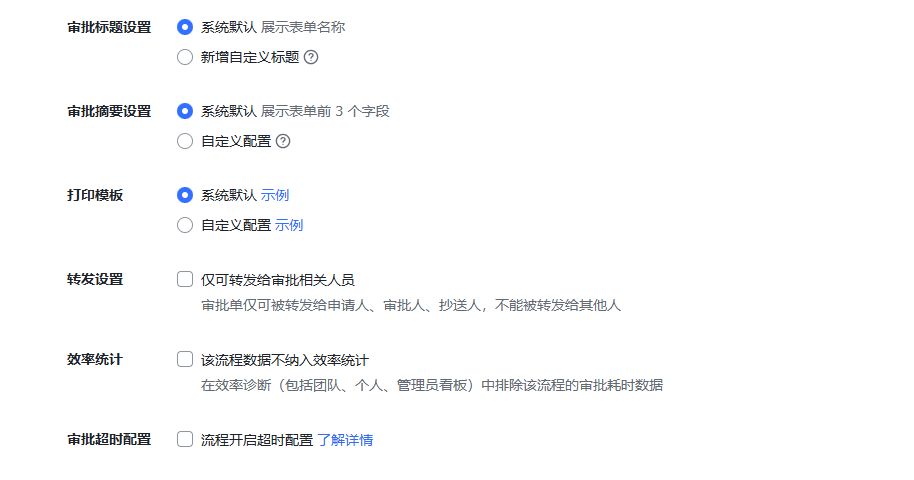 审批标题设置 系统默认 展示表单名称
新增自定义标题
审批摘要设置 系统默认 展示表单前 3 个字段
自定义配置
打印模板 系统默认 示例
自定义配置 示例
转发设置 仅可转发给审批相关人员
审批单仅可被转发给申请人、审批人、抄送人，不能被转发给其他人
效率统计 该流程数据不纳入效率统计
在效率诊断（包括团队、个人、管理员看板）中排除该流程的审批耗时数据
审批超时配置 流程开启超时配置 了解详情